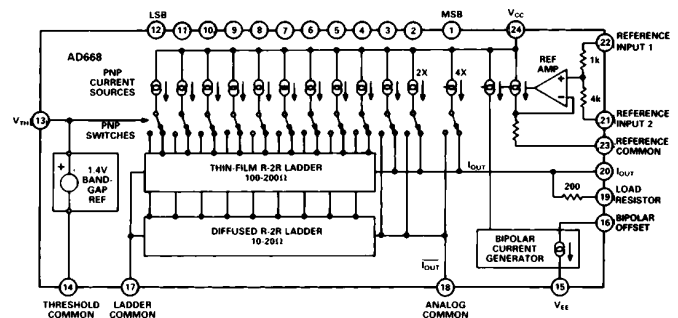 LSB
MSB
VCC
12 11 10 9 8 7 6 5 4 3 2 1 24
AD668
22 REFERENCE
INPUT 1
REF
AMP
1k
PNP
CURRENT
SOURCES
2X
4X
+
−
4k
21 REFERENCE
INPUT 2
VTH 13
PNP
SWITCHES
23 REFERENCE
COMMON
IOUT
20 IOUT
+
1.4V
BAND-
GAP
REF
THIN-FILM R-2R LADDER
100-200Ω
200
19 LOAD
RESISTOR
16 BIPOLAR
OFFSET
DIFFUSED R-2R LADDER
10-20Ω
BIPOLAR
CURRENT
GENERATOR
IOUT
14 17 18 15
THRESHOLD
COMMON
LADDER
COMMON
ANALOG
COMMON
VEE